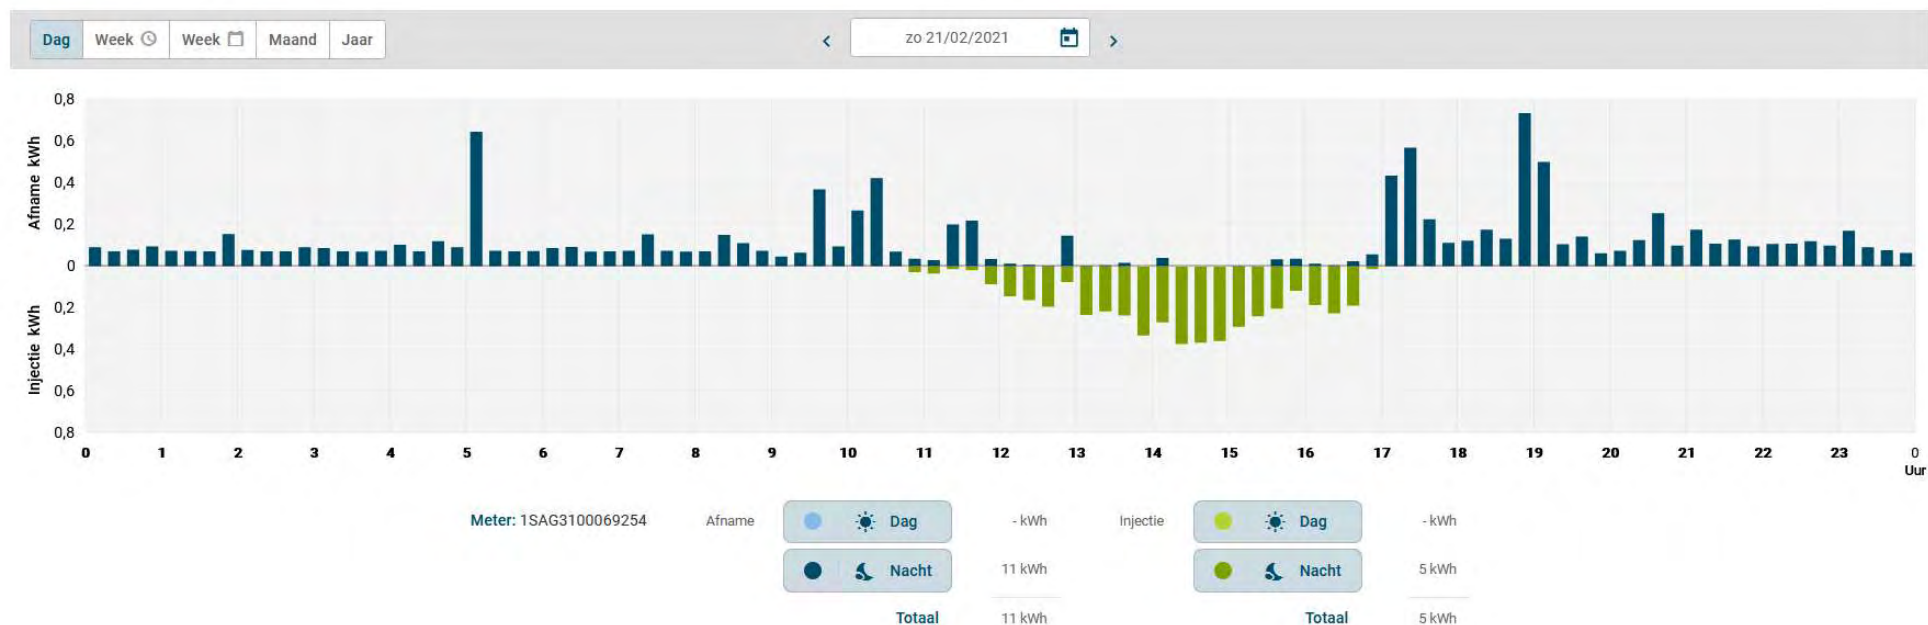 Dag Week Week Maand Jaar
zo 21/02/2021
0,8
0,6
0,4
0,2
0
0,2
0,4
0,6
0,8
Afname kWh
Injectie kWh
0 1 2 3 4 5 6 7 8 9 10 11 12 13 14 15 16 17 18 19 20 21 22 23 0
Uur
Meter: 1SAG3100069254 Afname Dag - kWh Injectie Dag - kWh
Nacht 11 kWh Nacht 5 kWh
Totaal 11 kWh Totaal 5 kWh